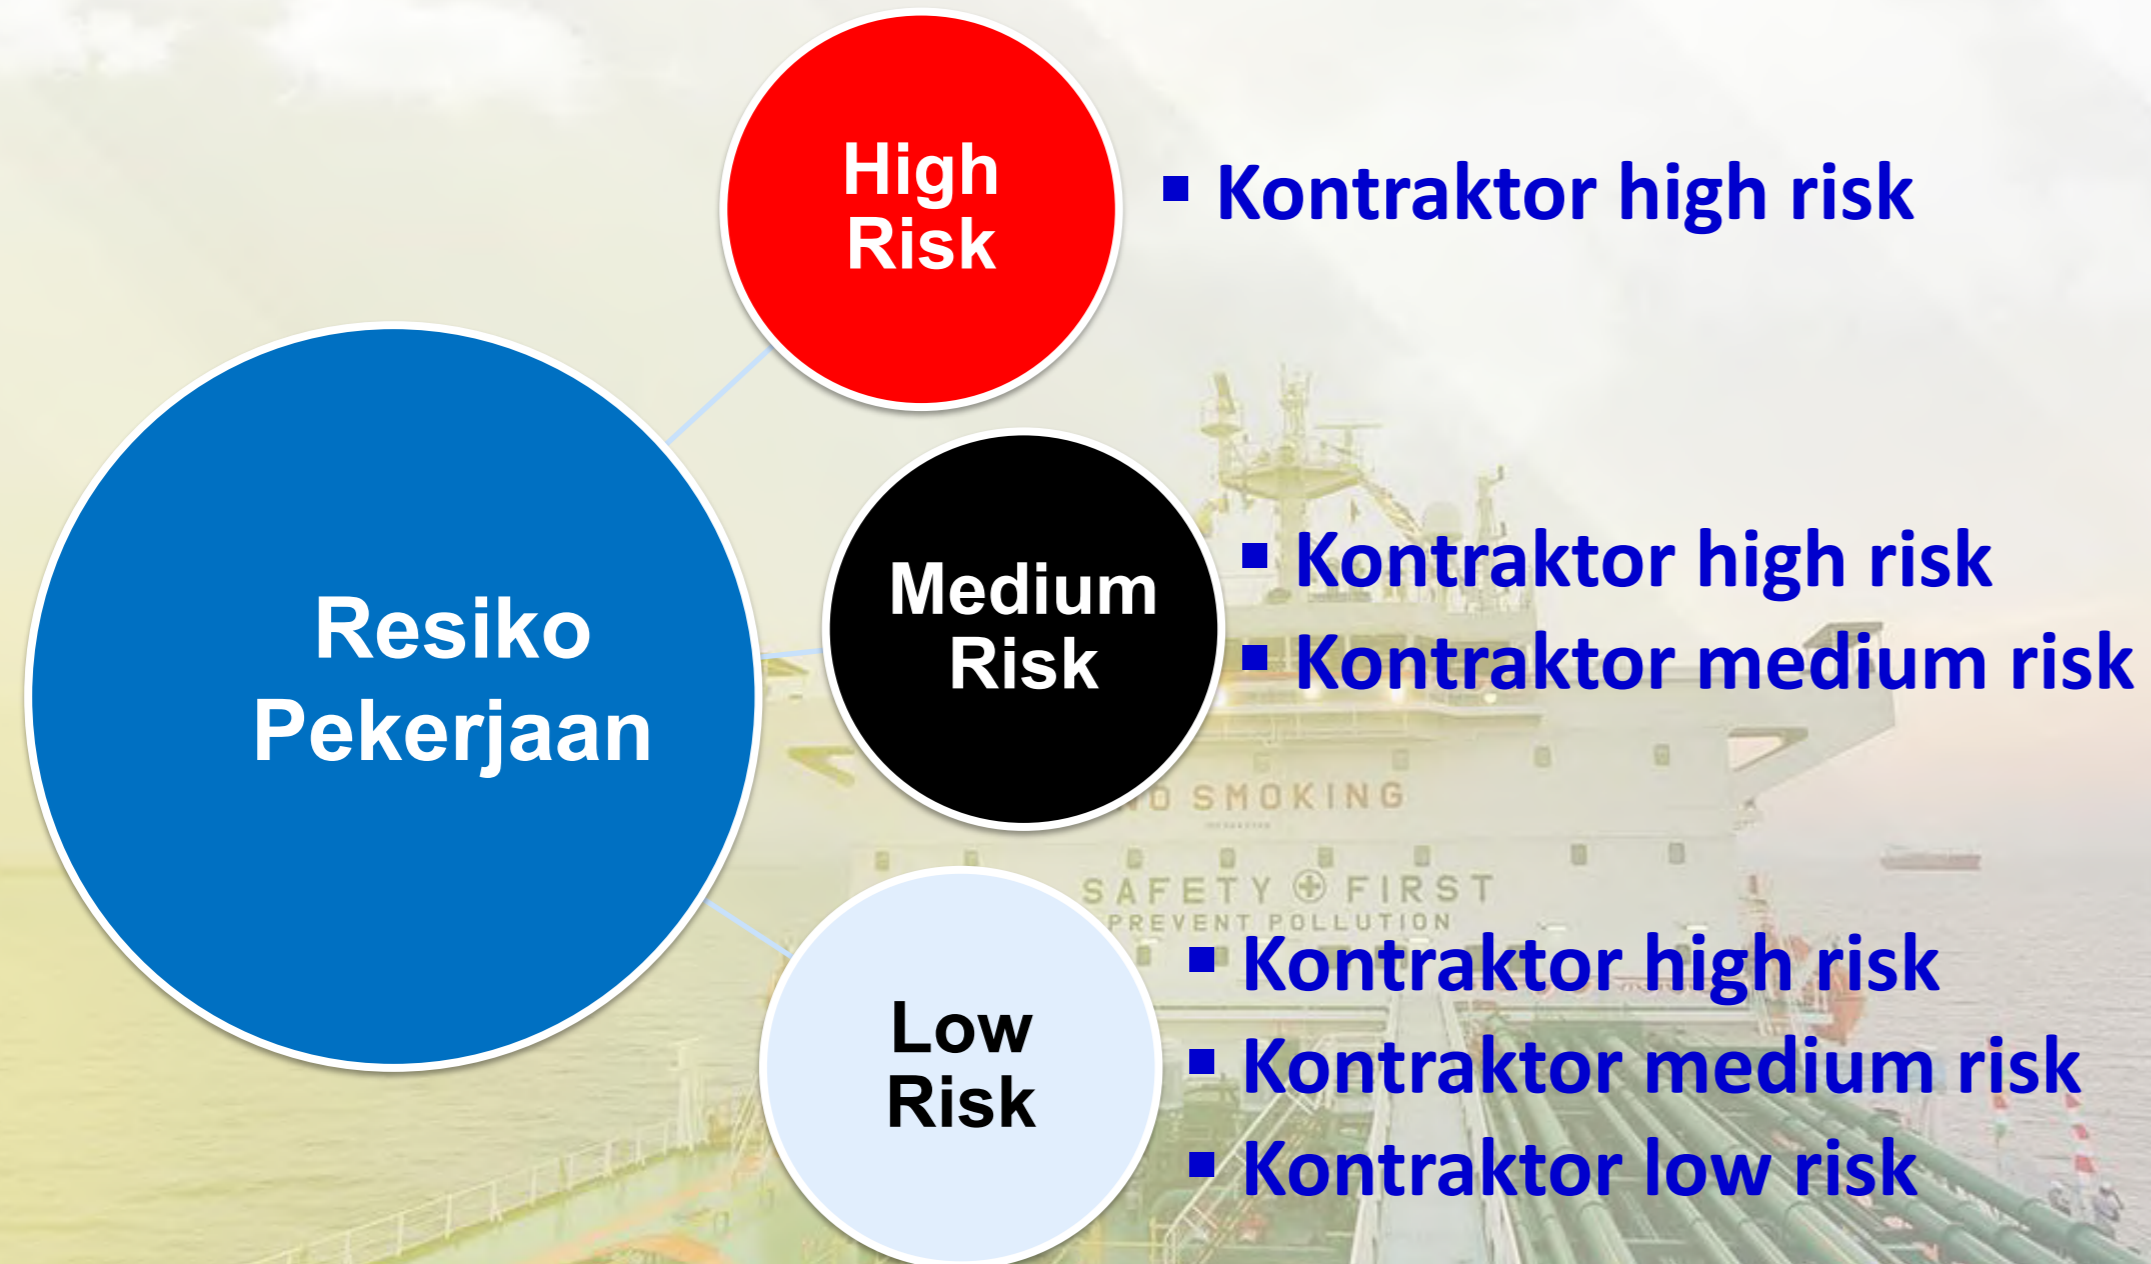 High
Risk
▪ Kontraktor high risk
Resiko
Pekerjaan
Medium
Risk
▪ Kontraktor high risk
▪ Kontraktor medium risk
SMOKING
SAFETY FIRST
PREVENT POLLUTION
Low
Risk
▪ Kontraktor high risk
▪ Kontraktor medium risk
▪ Kontraktor low risk